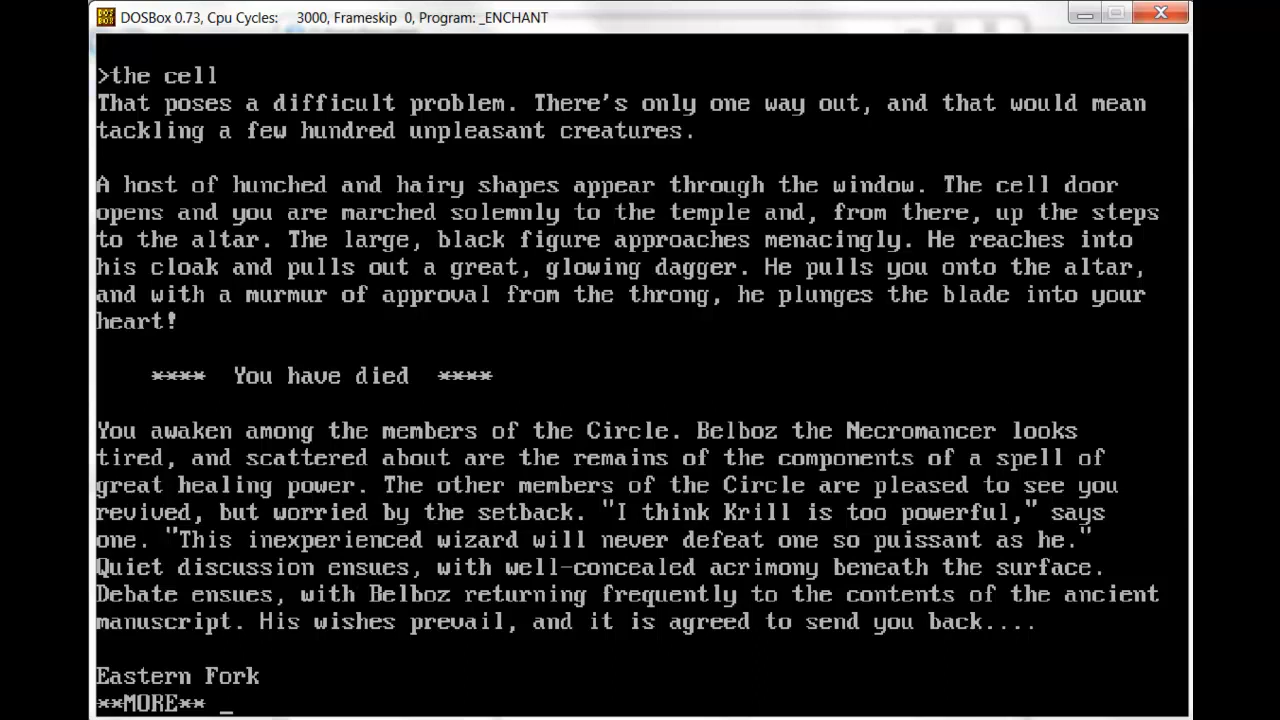 DOSBox 0.73, Cpu Cycles: 3000, Frameskip 0, Program: _ENCHANT
>the cell
That poses a difficult problem. There's only one way out, and that would mean
tackling a few hundred unpleasant creatures.
A host of hunched and hairy shapes appear through the window. The cell door
opens and you are marched solemnly to the temple and, from there, up the steps
to the altar. The large, black figure approaches menacingly. He reaches into
his cloak and pulls out a great, glowing dagger. He pulls you onto the altar,
and with a murmur of approval from the throng, he plunges the blade into your
heart!
**** You have died ****
You awaken among the members of the Circle. Belboz the Necromancer looks
tired, and scattered about are the remains of the components of a spell of
great healing power. The other members of the Circle are pleased to see you
revived, but worried by the setback. "I think Krill is too powerful," says
one. "This inexperienced wizard will never defeat one so puissant as he."
Quiet discussion ensues, with well-concealed acrimony beneath the surface.
Debate ensues, with Belboz returning frequently to the contents of the ancient
manuscript. His wishes prevail, and it is agreed to send you back....
Eastern Fork
**MORE** _